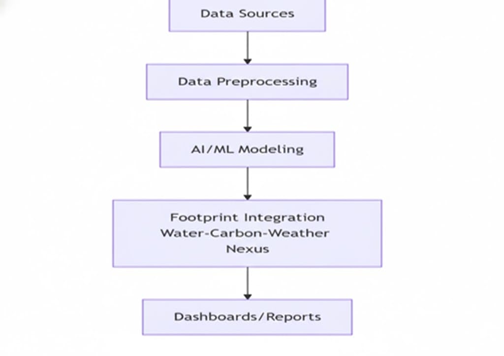 Data Sources
Data Preprocessing
AI/ML Modeling
Footprint Integration
Water-Carbon-Weather
Nexus
Dashboards/Reports